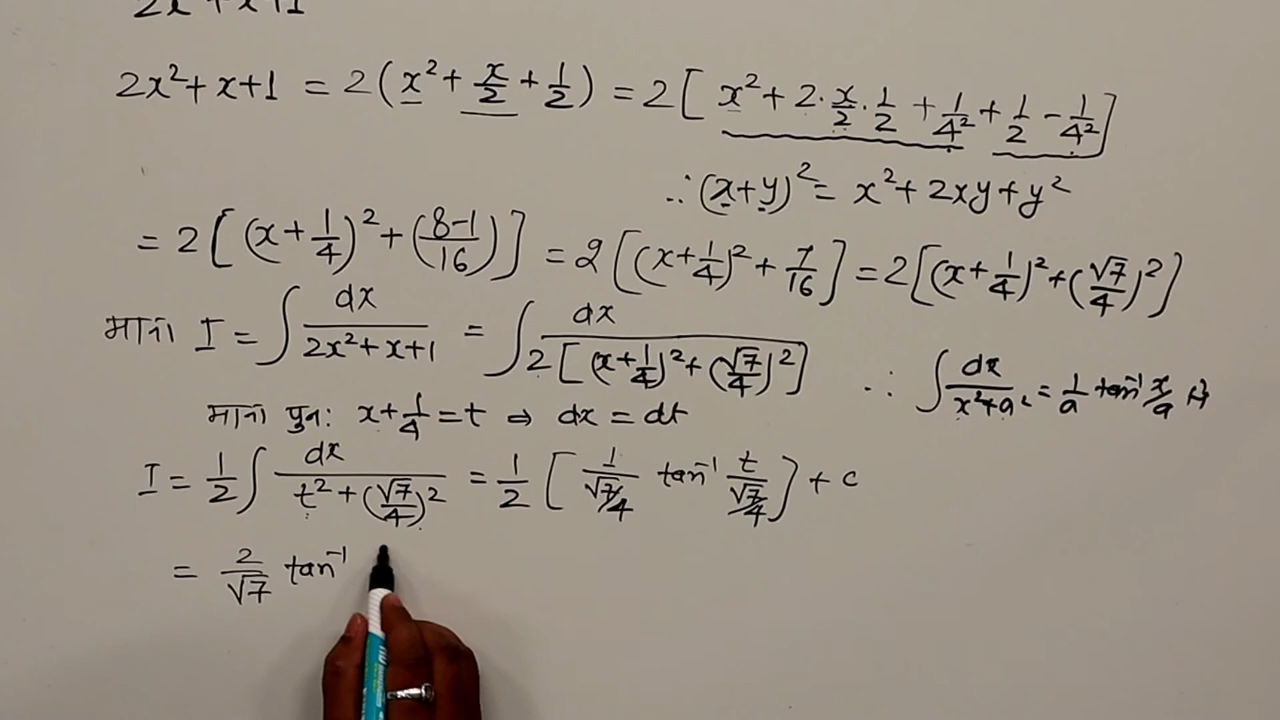 2x²+x+1
2x²+x+1 = 2(x²+x/2+1/2) = 2[x²+2·x/2·1/2+1/4²+1/2-1/4²]
∴(x+y)² = x²+2xy+y²
= 2[(x+1/4)²+(8-1/16)] = 2[(x+1/4)²+7/16] = 2[(x+1/4)²+(√7/4)²]
माना I = ∫dx/2x²+x+1 = ∫dx/2[(x+1/4)²+(√7/4)²]
∴ ∫dx/x²+a² = 1/a tan⁻¹ x/a
माना पुनः x+1/4=t ⇒ dx = dt
I = 1/2∫dx/t²+(√7/4)² = 1/2[1/√7/4 tan⁻¹ t/√7/4]+c
= 2/√7 tan⁻¹